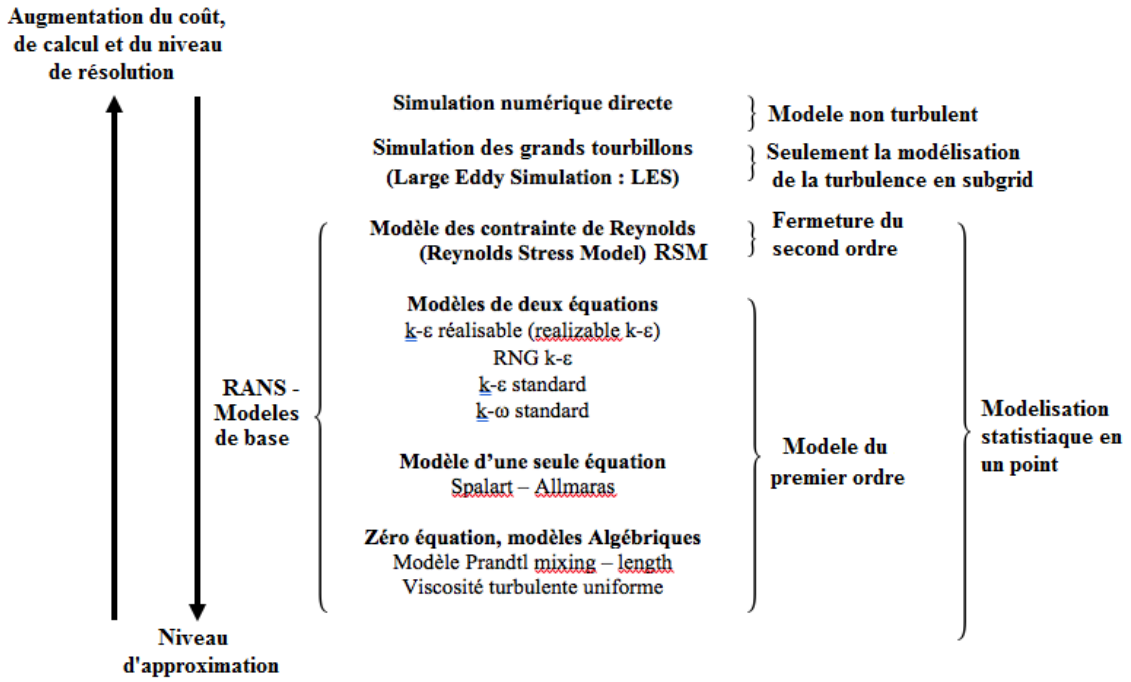 Augmentation du coût,
de calcul et du niveau
de résolution
Simulation numérique directe
Modele non turbulent
Simulation des grands tourbillons
(Large Eddy Simulation : LES)
Seulement la modélisation
de la turbulence en subgrid
Modèle des contrainte de Reynolds
(Reynolds Stress Model) RSM
Fermeture du
second ordre
Modèles de deux équations
k-ε réalisable (realizable k-ε)
RNG k-ε
k-ε standard
k-ω standard
RANS -
Modeles
de base
Modèle d’une seule équation
Spalart – Allmaras
Modele du
premier ordre
Modelisation
statistiaque en
un point
Zéro équation, modèles Algébriques
Modèle Prandtl mixing – length
Viscosité turbulente uniforme
Niveau
d'approximation